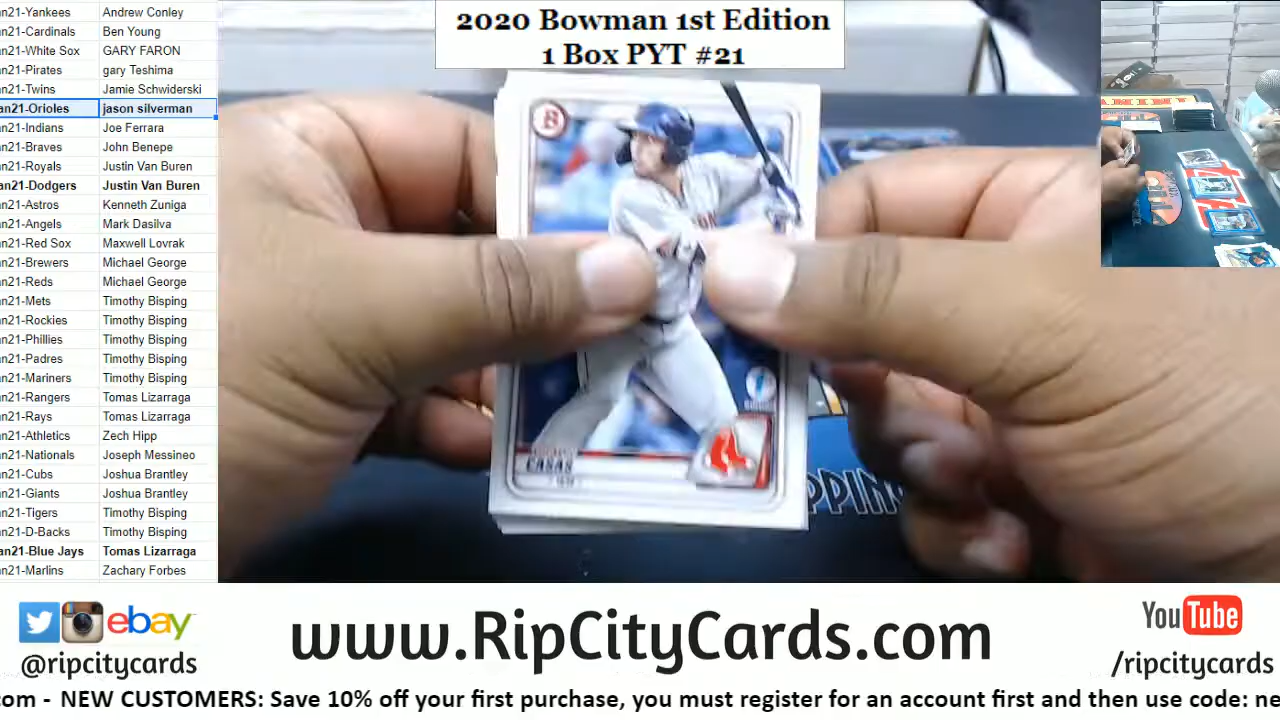 2020 Bowman 1st Edition
1 Box PYT #21
an21-Yankees Andrew Conley
an21-Cardinals Ben Young
an21-White Sox GARY FARON
an21-Pirates gary Teshima
an21-Twins Jamie Schwiderski
an21-Orioles jason silverman
an21-Indians Joe Ferrara
an21-Braves John Benepe
an21-Royals Justin Van Buren
an21-Dodgers Justin Van Buren
an21-Astros Kenneth Zuniga
an21-Angels Mark Dasilva
an21-Red Sox Maxwell Lovrak
an21-Brewers Michael George
an21-Reds Michael George
an21-Mets Timothy Bisping
an21-Rockies Timothy Bisping
an21-Phillies Timothy Bisping
an21-Padres Timothy Bisping
an21-Mariners Timothy Bisping
an21-Rangers Tomas Lizarraga
an21-Rays Tomas Lizarraga
an21-Athletics Zech Hipp
an21-Nationals Joseph Messineo
an21-Cubs Joshua Brantley
an21-Giants Joshua Brantley
an21-Tigers Timothy Bisping
an21-D-Backs Timothy Bisping
an21-Blue Jays Tomas Lizarraga
an21-Marlins Zachary Forbes
B
CASAS
PPING
ebay
@ripcitycards
www.RipCityCards.com
YouTube
/ripcitycards
com - NEW CUSTOMERS: Save 10% off your first purchase, you must register for an account first and then use code: ne